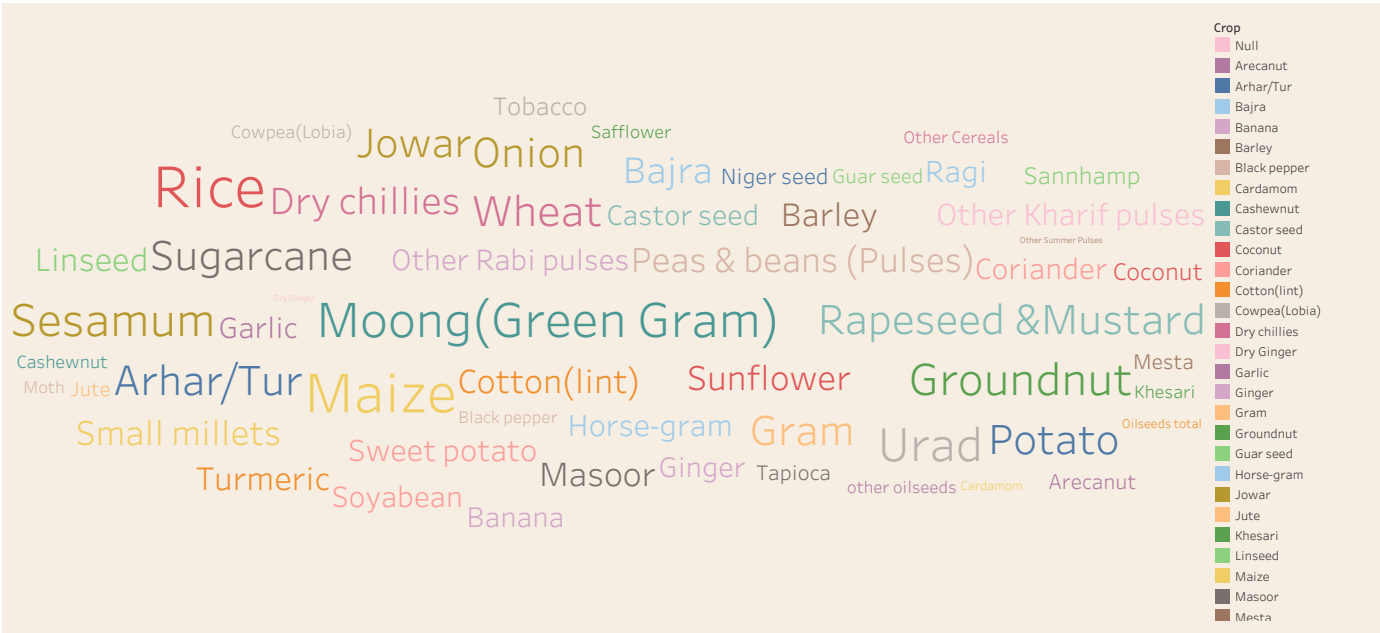 Tobacco
Cowpea(Lobia) Jowar Onion Safflower Other Cereals
Rice Dry chillies Wheat Bajra Niger seed Guar seed Ragi Sannhamp
Castor seed Barley Other Kharif pulses
Linseed Sugarcane Other Rabi pulses Peas & beans (Pulses) Other Summer Pulses Coriander Coconut
Dry Ginger
Sesamum Garlic Moong(Green Gram) Rapeseed &Mustard
Cashewnut Mesta
Moth Jute Arhar/Tur Maize Cotton(lint) Sunflower Groundnut Khesari
Black pepper
Small millets Horse-gram Gram Urad Potato Oilseeds total
Sweet potato
Turmeric Masoor Ginger Tapioca
Soyabean other oilseeds Cardamom Arecanut
Banana
Crop
Null
Arecanut
Arhar/Tur
Bajra
Banana
Barley
Black pepper
Cardamom
Cashewnut
Castor seed
Coconut
Coriander
Cotton(lint)
Cowpea(Lobia)
Dry chillies
Dry Ginger
Garlic
Ginger
Gram
Groundnut
Guar seed
Horse-gram
Jowar
Jute
Khesari
Linseed
Maize
Masoor
Mesta